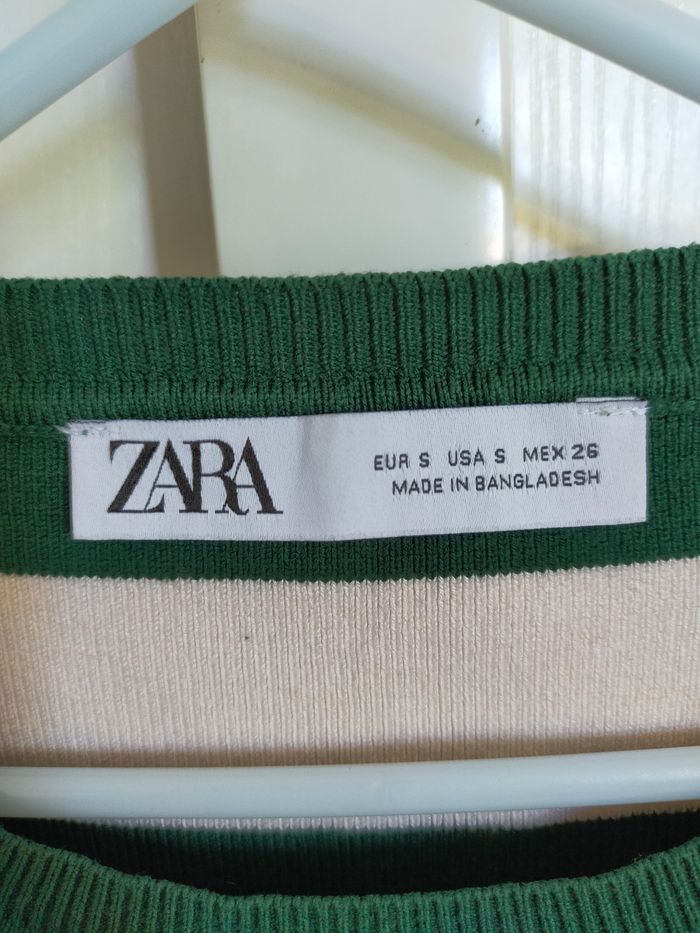 ZARA
EUR S USA S MEX 26
MADE IN BANGLADESH